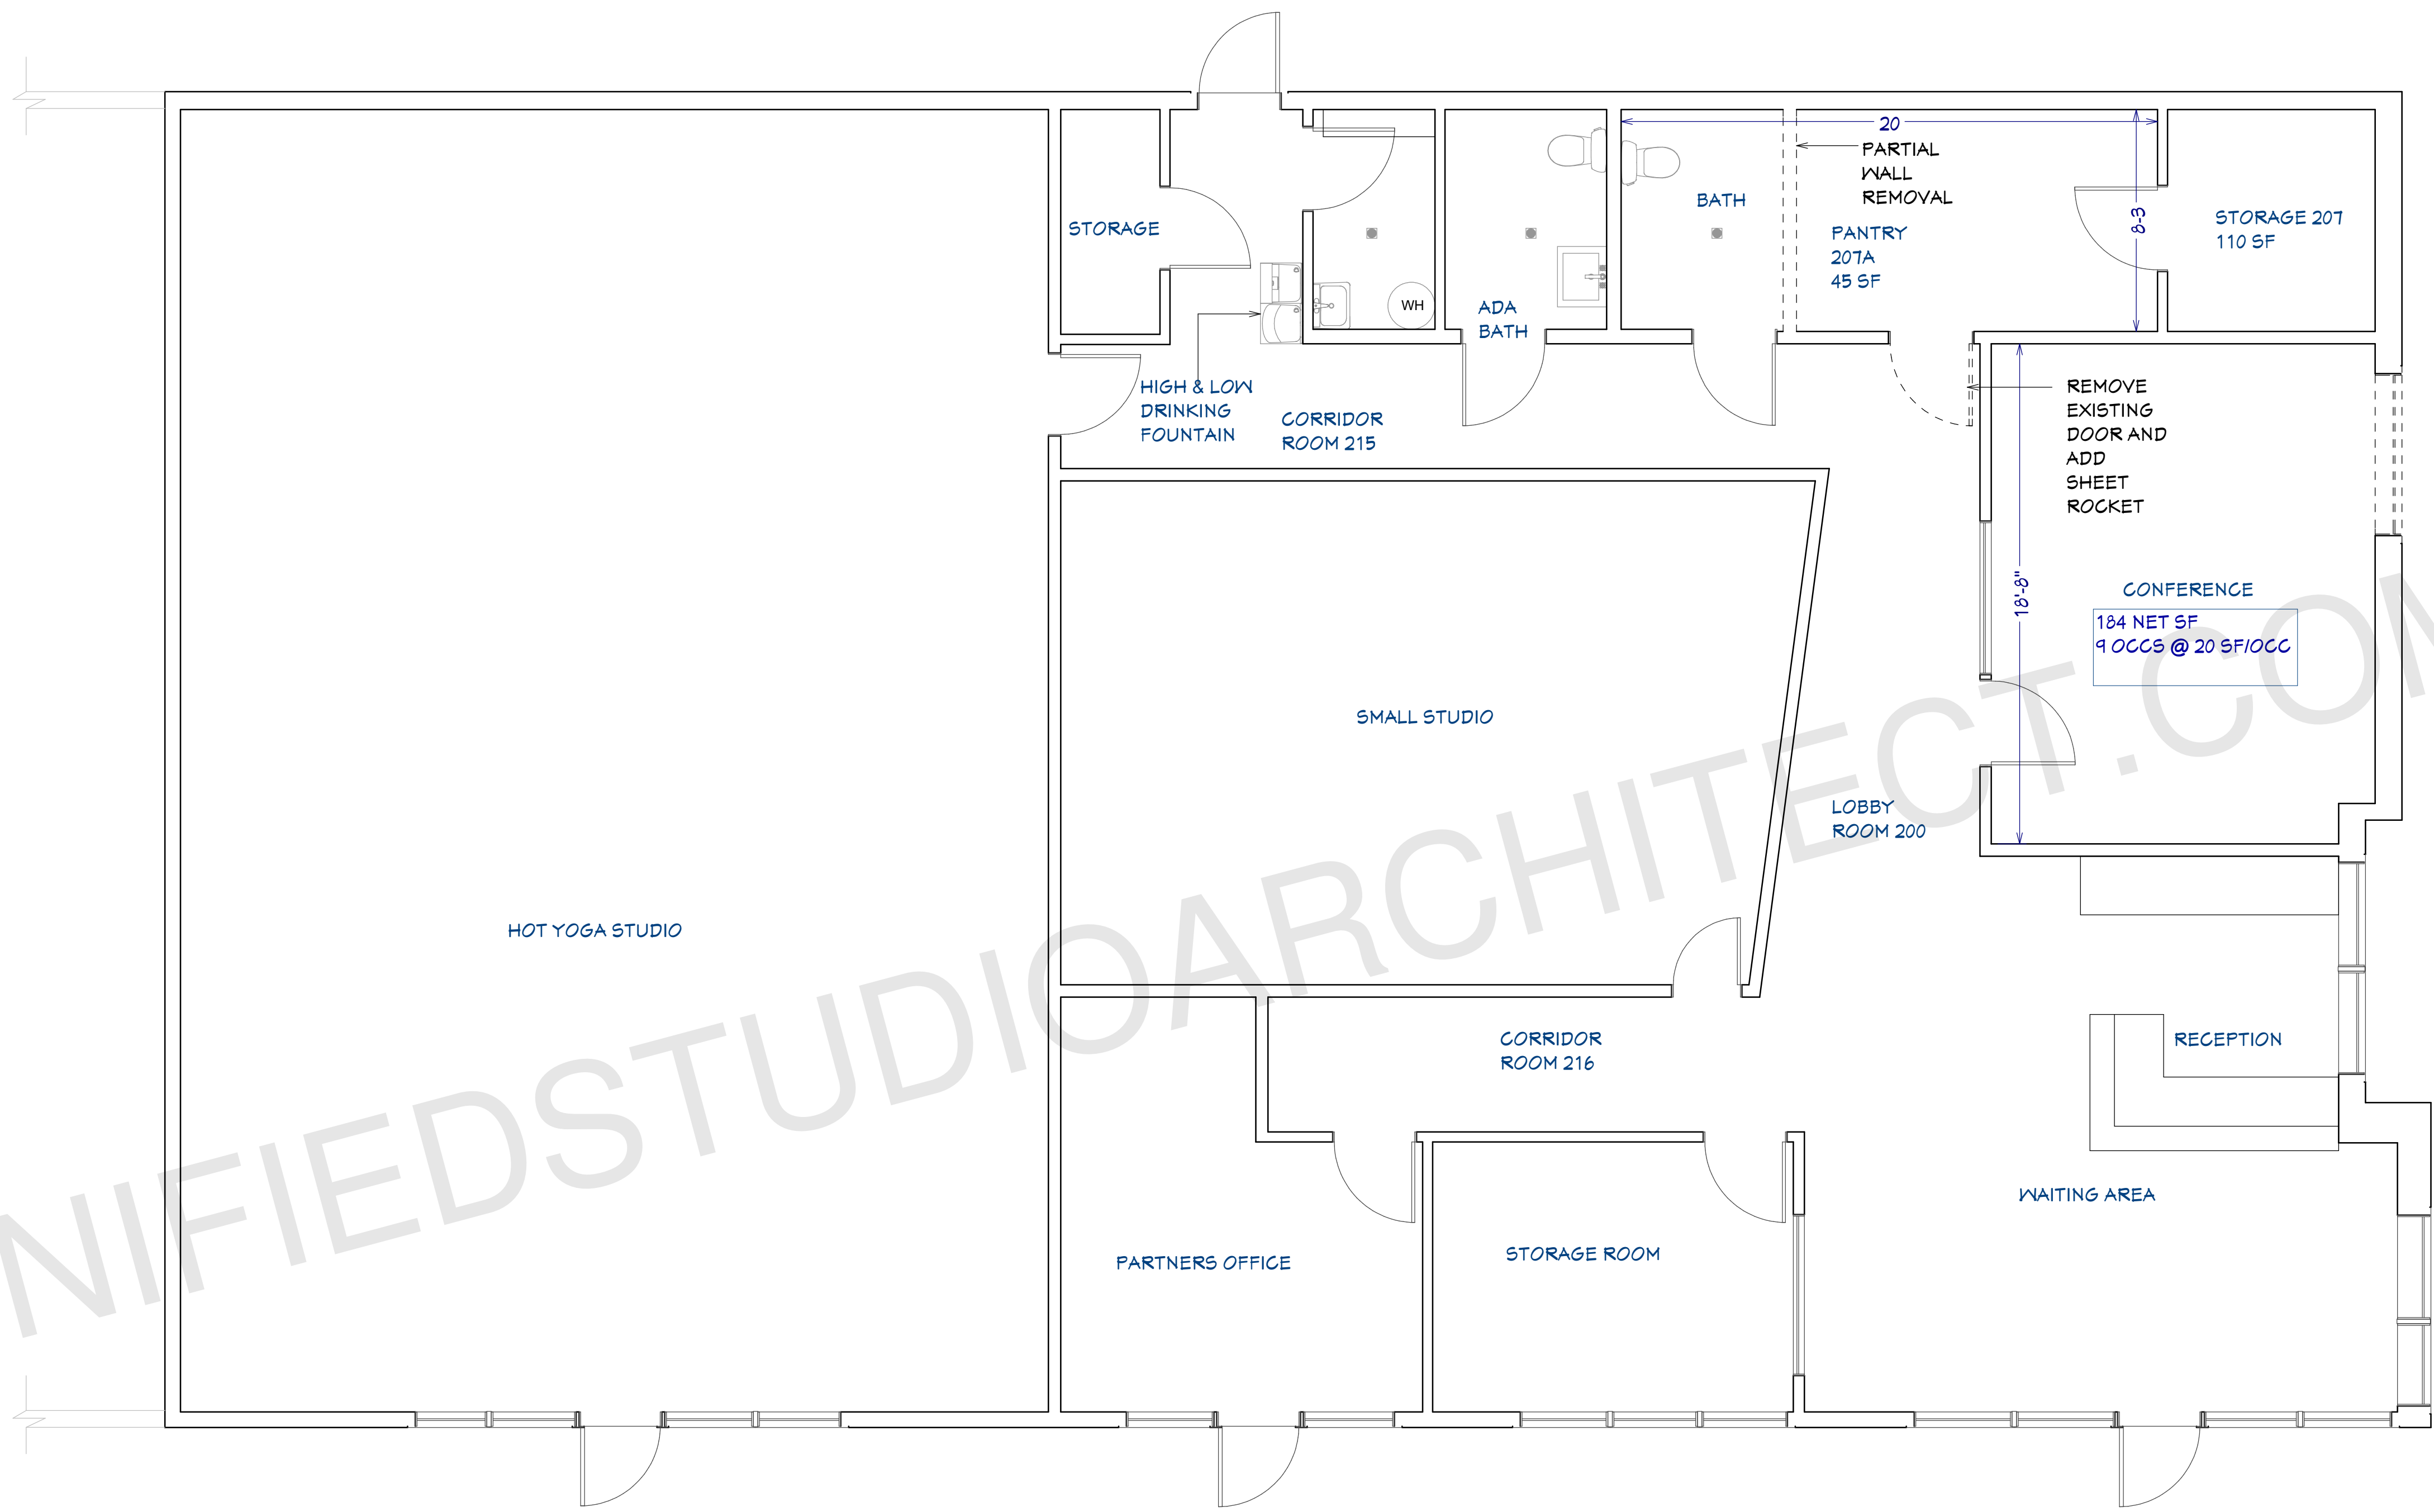 20
PARTIAL
WALL
REMOVAL
BATH
8-3
STORAGE
PANTRY
207A
45 SF
STORAGE 207
110 SF
WH
ADA
BATH
HIGH & LOW
DRINKING
FOUNTAIN
CORRIDOR
ROOM 215
REMOVE
EXISTING
DOOR AND
ADD
SHEET
ROCKET
18'-8"
CONFERENCE
184 NET SF
9 OCCS @ 20 SF/OCC
SMALL STUDIO
LOBBY
ROOM 200
HOT YOGA STUDIO
CORRIDOR
ROOM 216
RECEPTION
WAITING AREA
PARTNERS OFFICE
STORAGE ROOM
NIFIEDSTUDIOARCHITECT.COM